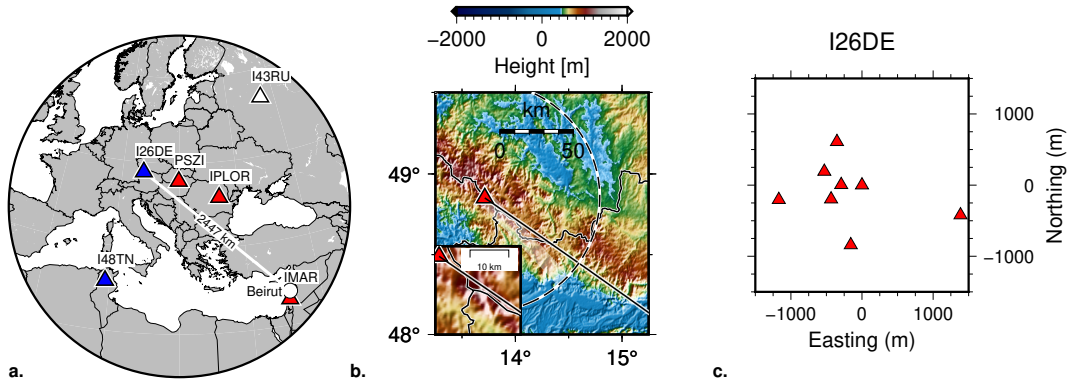 I43RU
I26DE
PSZI
IPLOR
2447 km
I48TN
IMAR
Beirut
a.
−2000
0
2000
Height [m]
km
0
50
10 km
49°
48°
14°
15°
b.
I26DE
1000
0
−1000
Northing (m)
−1000
0
1000
Easting (m)
c.